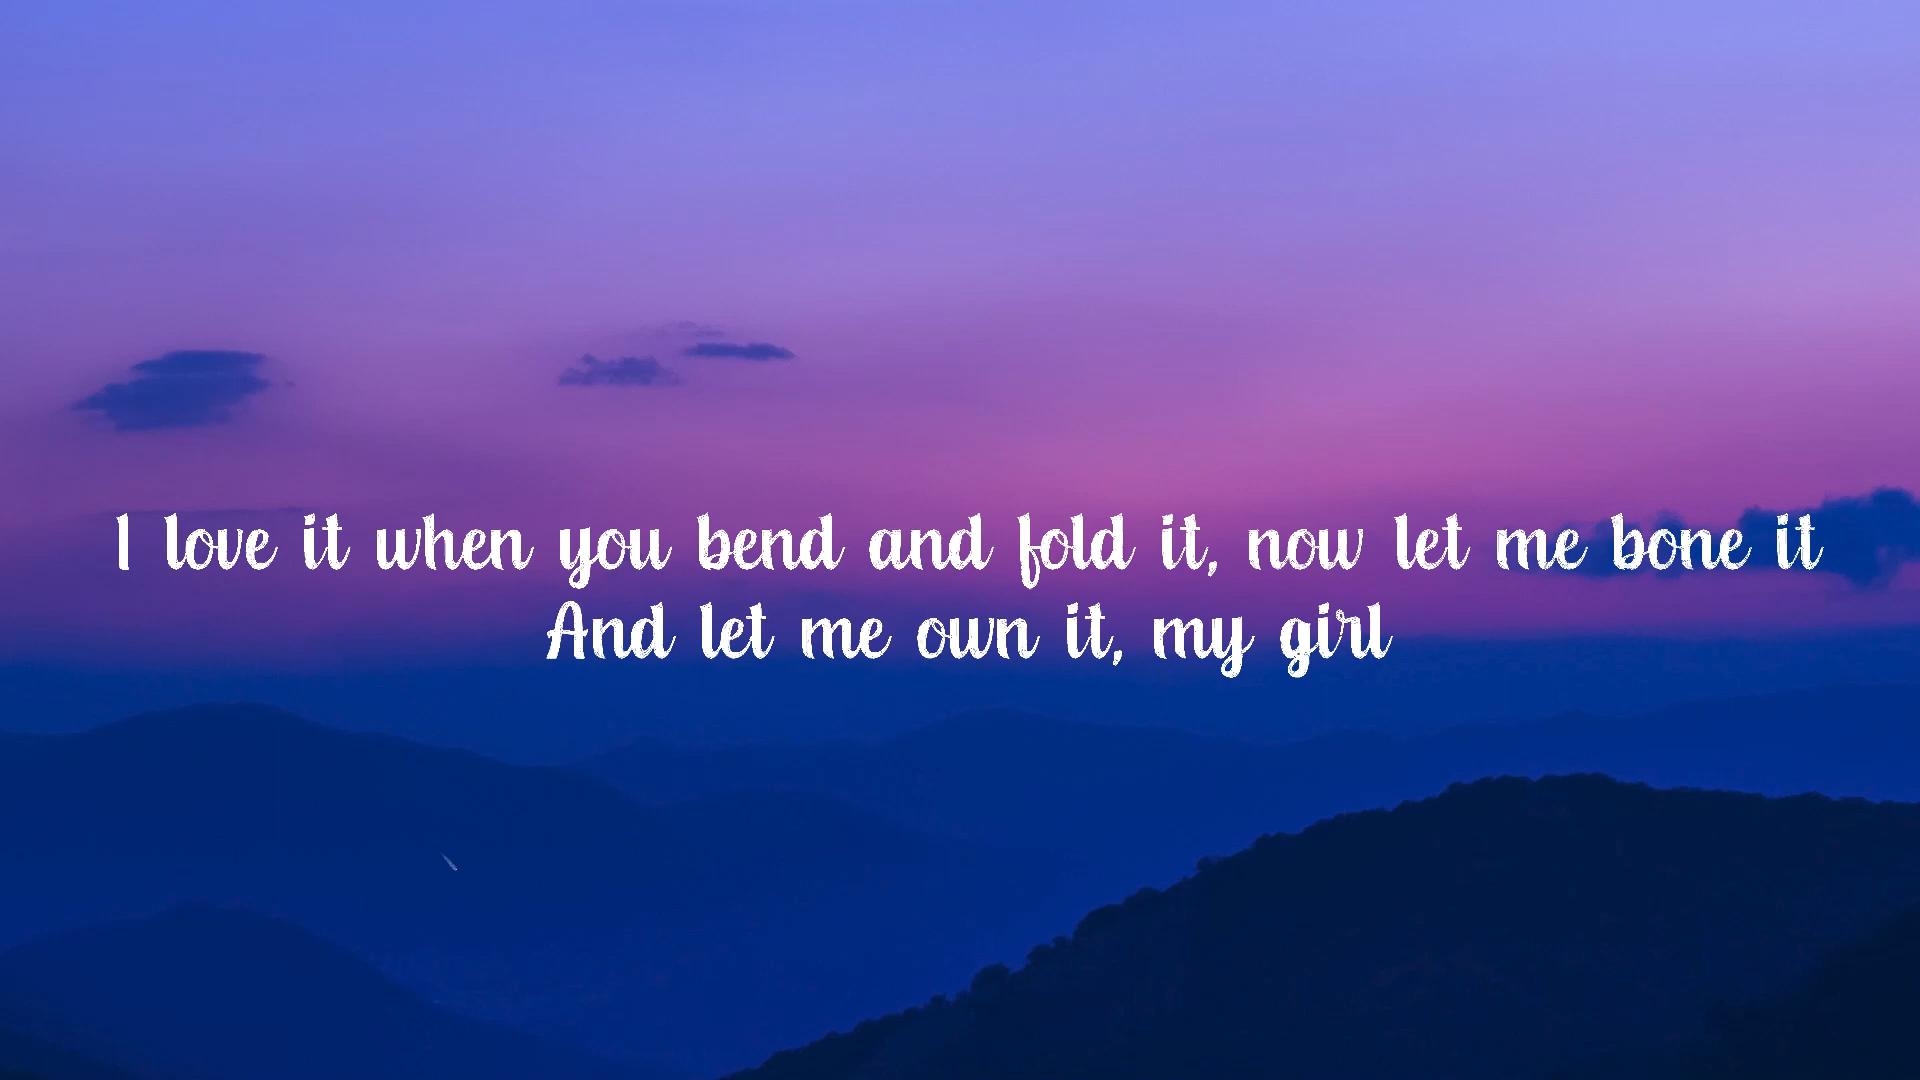 I love it when you bend and fold it, now let me bone it
And let me own it, my girl